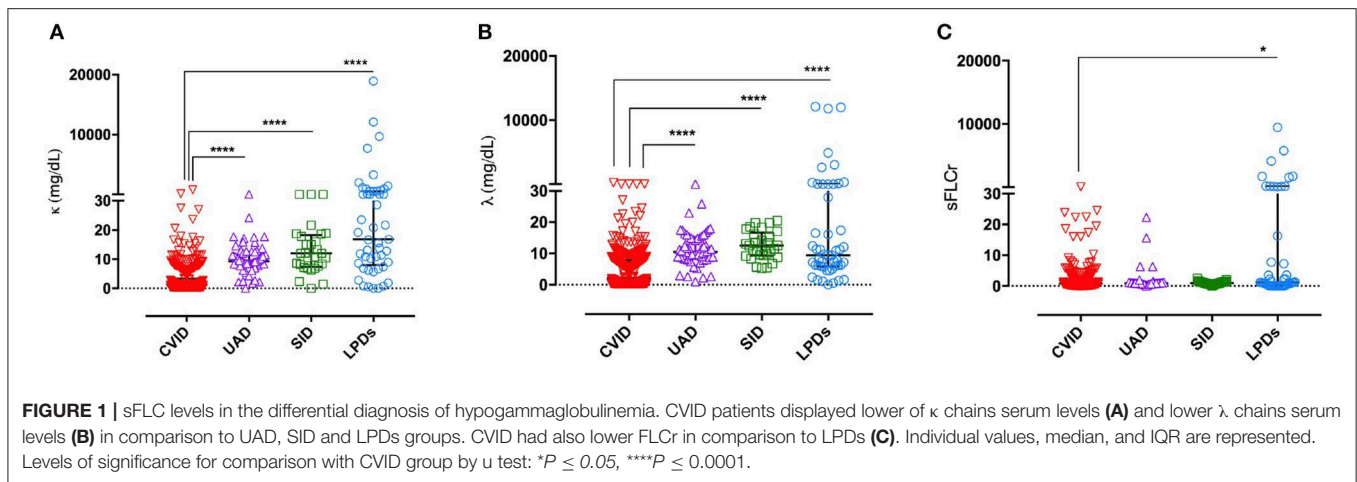 A
κ (mg/dL)
20000
10000
30
20
10
0
****
****
****
CVID
UAD
SID
LPDs
B
λ (mg/dL)
20000
10000
30
20
10
0
****
****
****
CVID
UAD
SID
LPDs
C
sFLCr
20000
10000
30
20
10
0
*
CVID
UAD
SID
LPDs
FIGURE 1 | sFLC levels in the differential diagnosis of hypogammaglobulinemia. CVID patients displayed lower of κ chains serum levels (A) and lower λ chains serum
levels (B) in comparison to UAD, SID and LPDs groups. CVID had also lower FLCr in comparison to LPDs (C). Individual values, median, and IQR are represented.
Levels of significance for comparison with CVID group by u test: *P ≤ 0.05, ****P ≤ 0.0001.